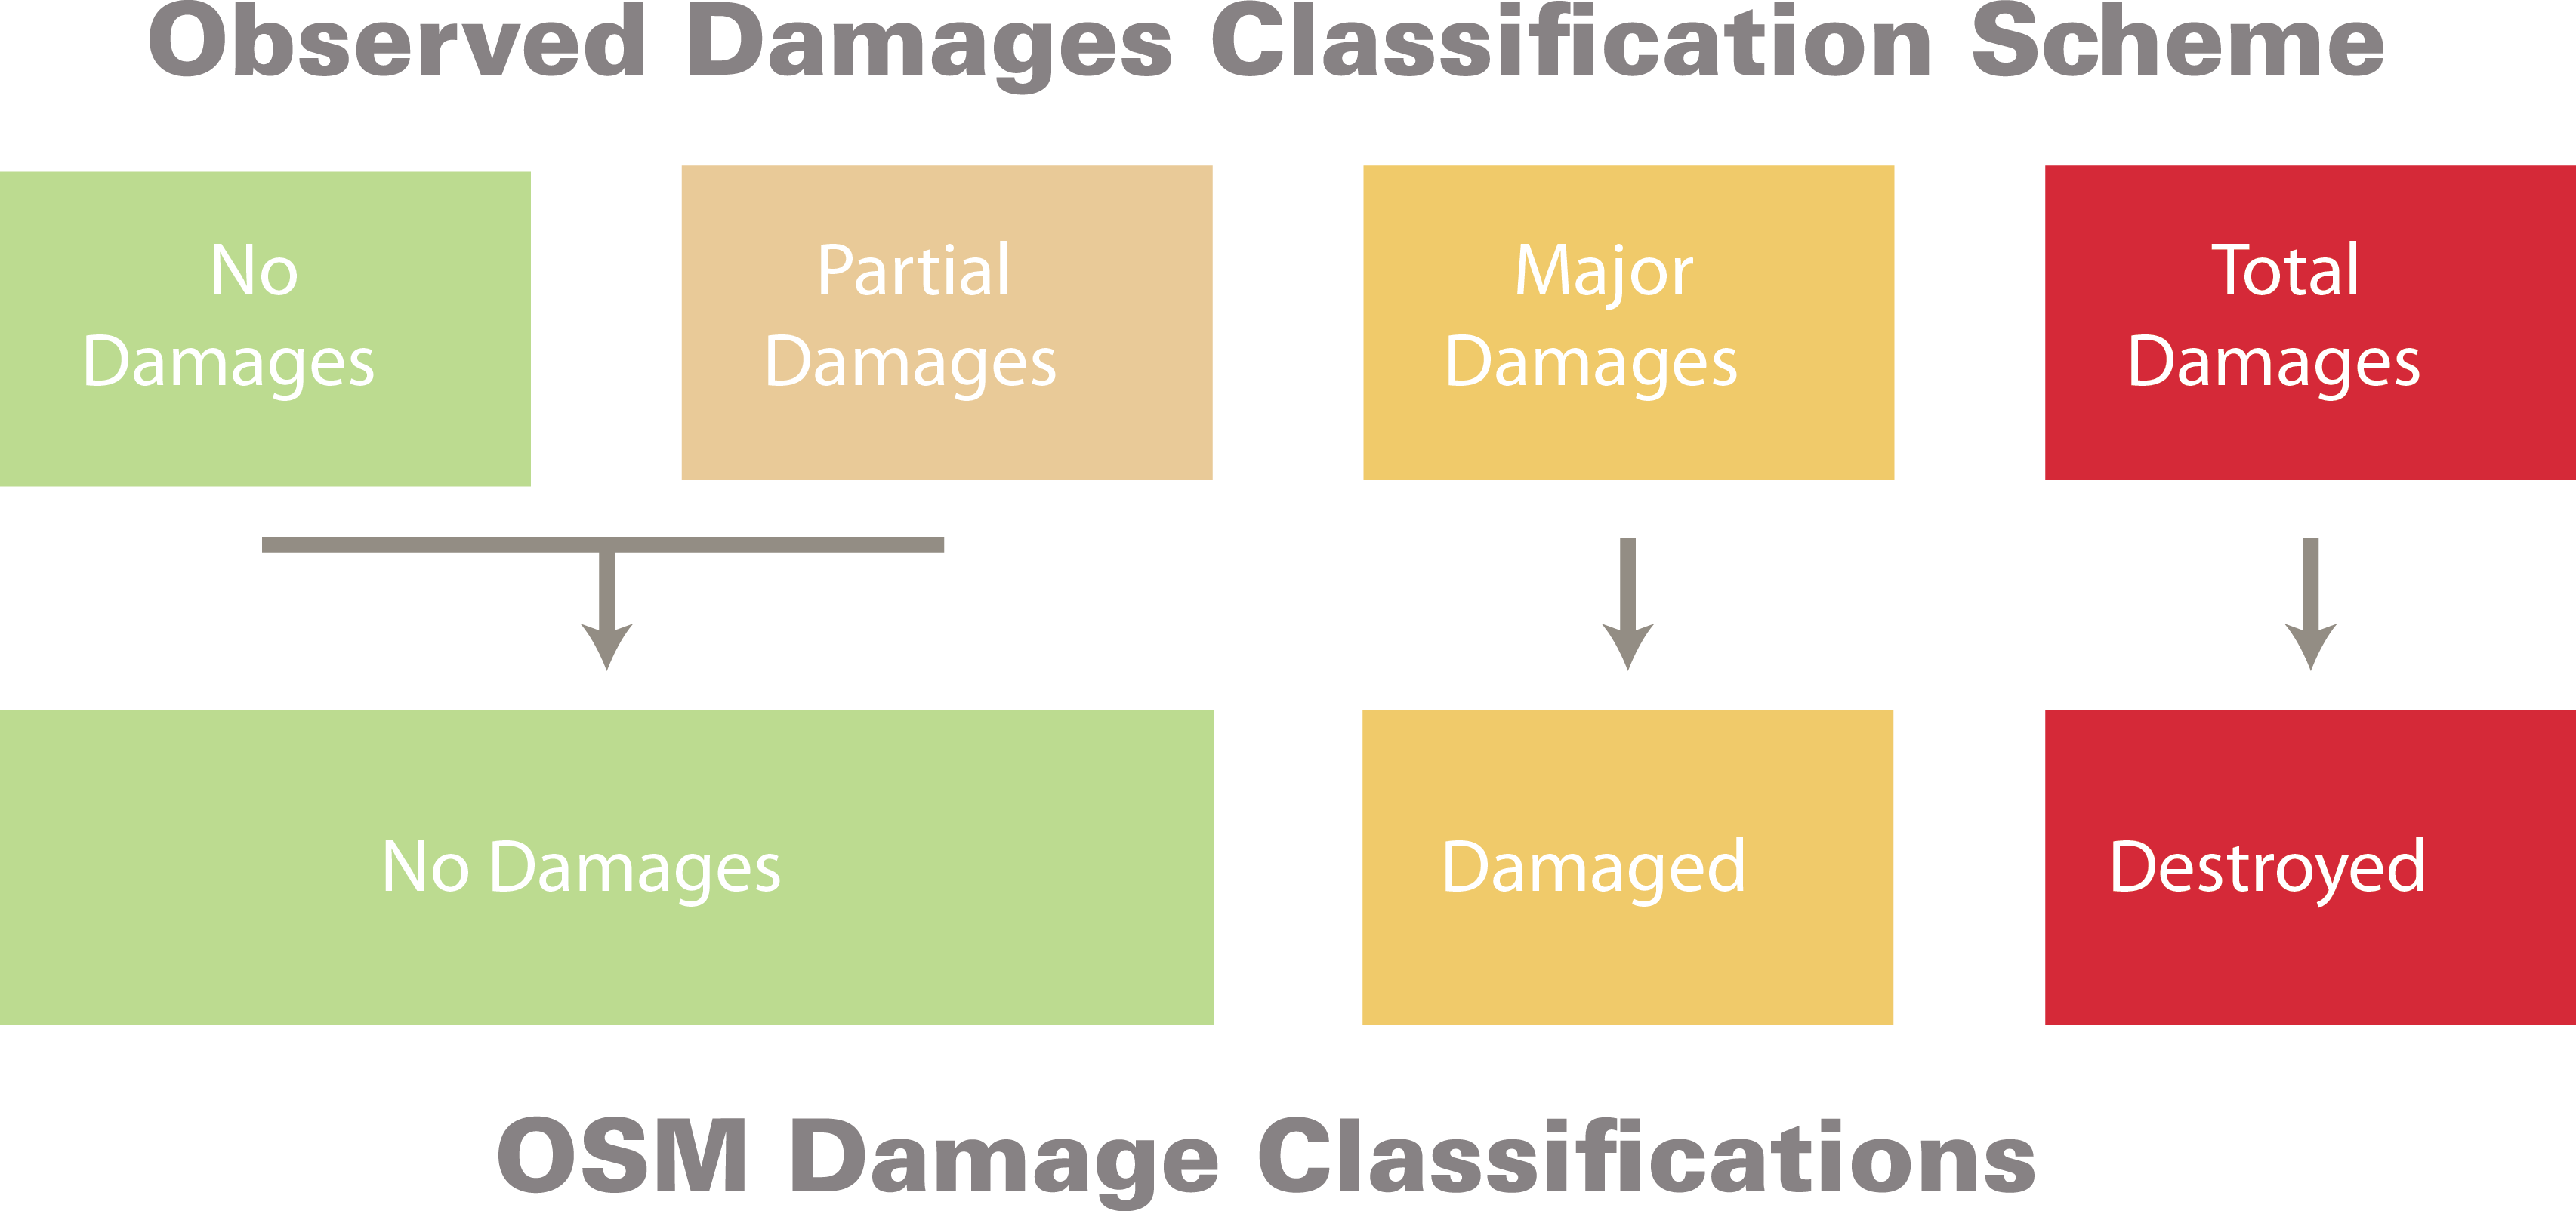 Observed Damages Classification Scheme
No
Damages
Partial
Damages
Major
Damages
Total
Damages
No Damages
Damaged
Destroyed
OSM Damage Classifications